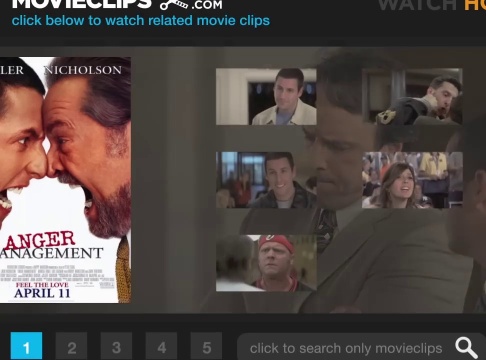 MOVIECLIPS .COM
WATCH
click below to watch related movie clips
LER NICHOLSON
ANGER
ANAGEMENT
FEEL THE LOVE
APRIL 11
1 2 3 4 5 click to search only movieclips